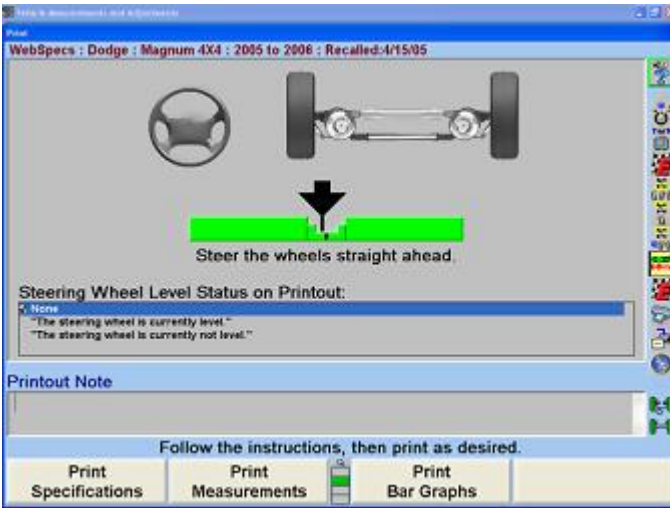 Print
WebSpecs : Dodge : Magnum 4X4 : 2005 to 2006 : Recalled:4/15/05
Steer the wheels straight ahead.
Steering Wheel Level Status on Printout:
None
"The steering wheel is currently level."
"The steering wheel is currently not level."
Printout Note
Follow the instructions, then print as desired.
Print
Specifications
Print
Measurements
Print
Bar Graphs